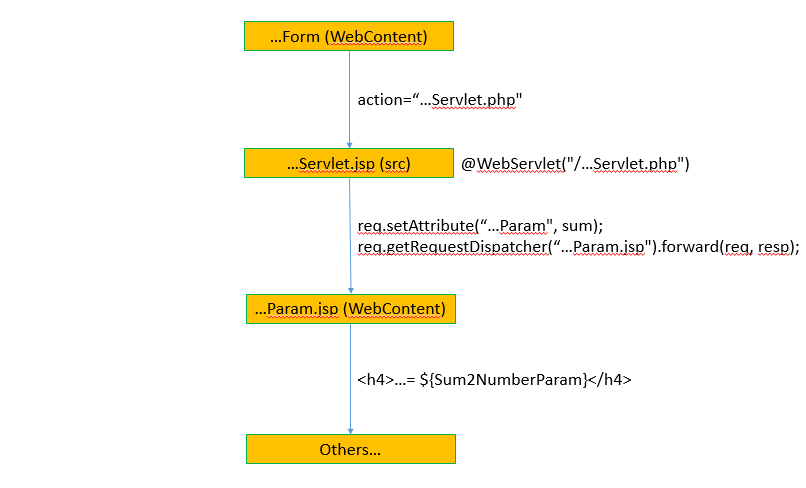 ...Form (WebContent)
action=“...Servlet.php"
...Servlet.jsp (src) @WebServlet("/...Servlet.php")
req.setAttribute(“...Param", sum);
req.getRequestDispatcher(“...Param.jsp").forward(req, resp);
...Param.jsp (WebContent)
<h4>...= ${Sum2NumberParam}</h4>
Others...